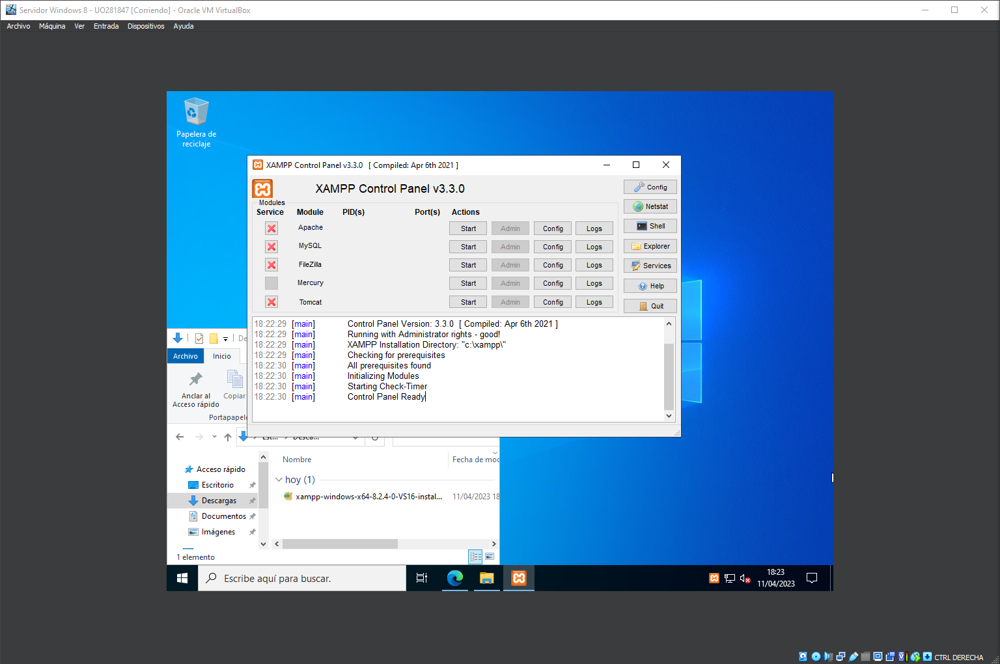 Servidor Windows 8 - UO281847 [Corriendo] - Oracle VM VirtualBox
Archivo Máquina Ver Entrada Dispositivos Ayuda
Papelera de
reciclaje
XAMPP Control Panel v3.3.0 [ Compiled: Apr 6th 2021 ]
XAMPP Control Panel v3.3.0
Config
Modules
Service Module PID(s) Port(s) Actions
Netstat
Apache Start Admin Config Logs
Shell
MySQL Start Admin Config Logs
Explorer
FileZilla Start Admin Config Logs
Services
Mercury Start Admin Config Logs
Help
Tomcat Start Admin Config Logs
Quit
18:22:29 [main] Control Panel Version: 3.3.0 [ Compiled: Apr 6th 2021 ]
18:22:29 [main] Running with Administrator rights - good!
18:22:29 [main] XAMPP Installation Directory: "c:\xampp\"
18:22:29 [main] Checking for prerequisites
18:22:30 [main] All prerequisites found
18:22:30 [main] Initializing Modules
18:22:30 [main] Starting Check-Timer
18:22:30 [main] Control Panel Ready
De
Archivo Inicio
Anclar al
Acceso rápido
Copiar
Portapapele
Est... Desca...
Nombre Fecha de mod
Acceso rápido
Escritorio
Descargas
Documentos
Imágenes
hoy (1)
xampp-windows-x64-8.2.4-0-VS16-instal... 11/04/2023 18
1 elemento
Escribe aquí para buscar.
18:23
11/04/2023
CTRL DERECHA